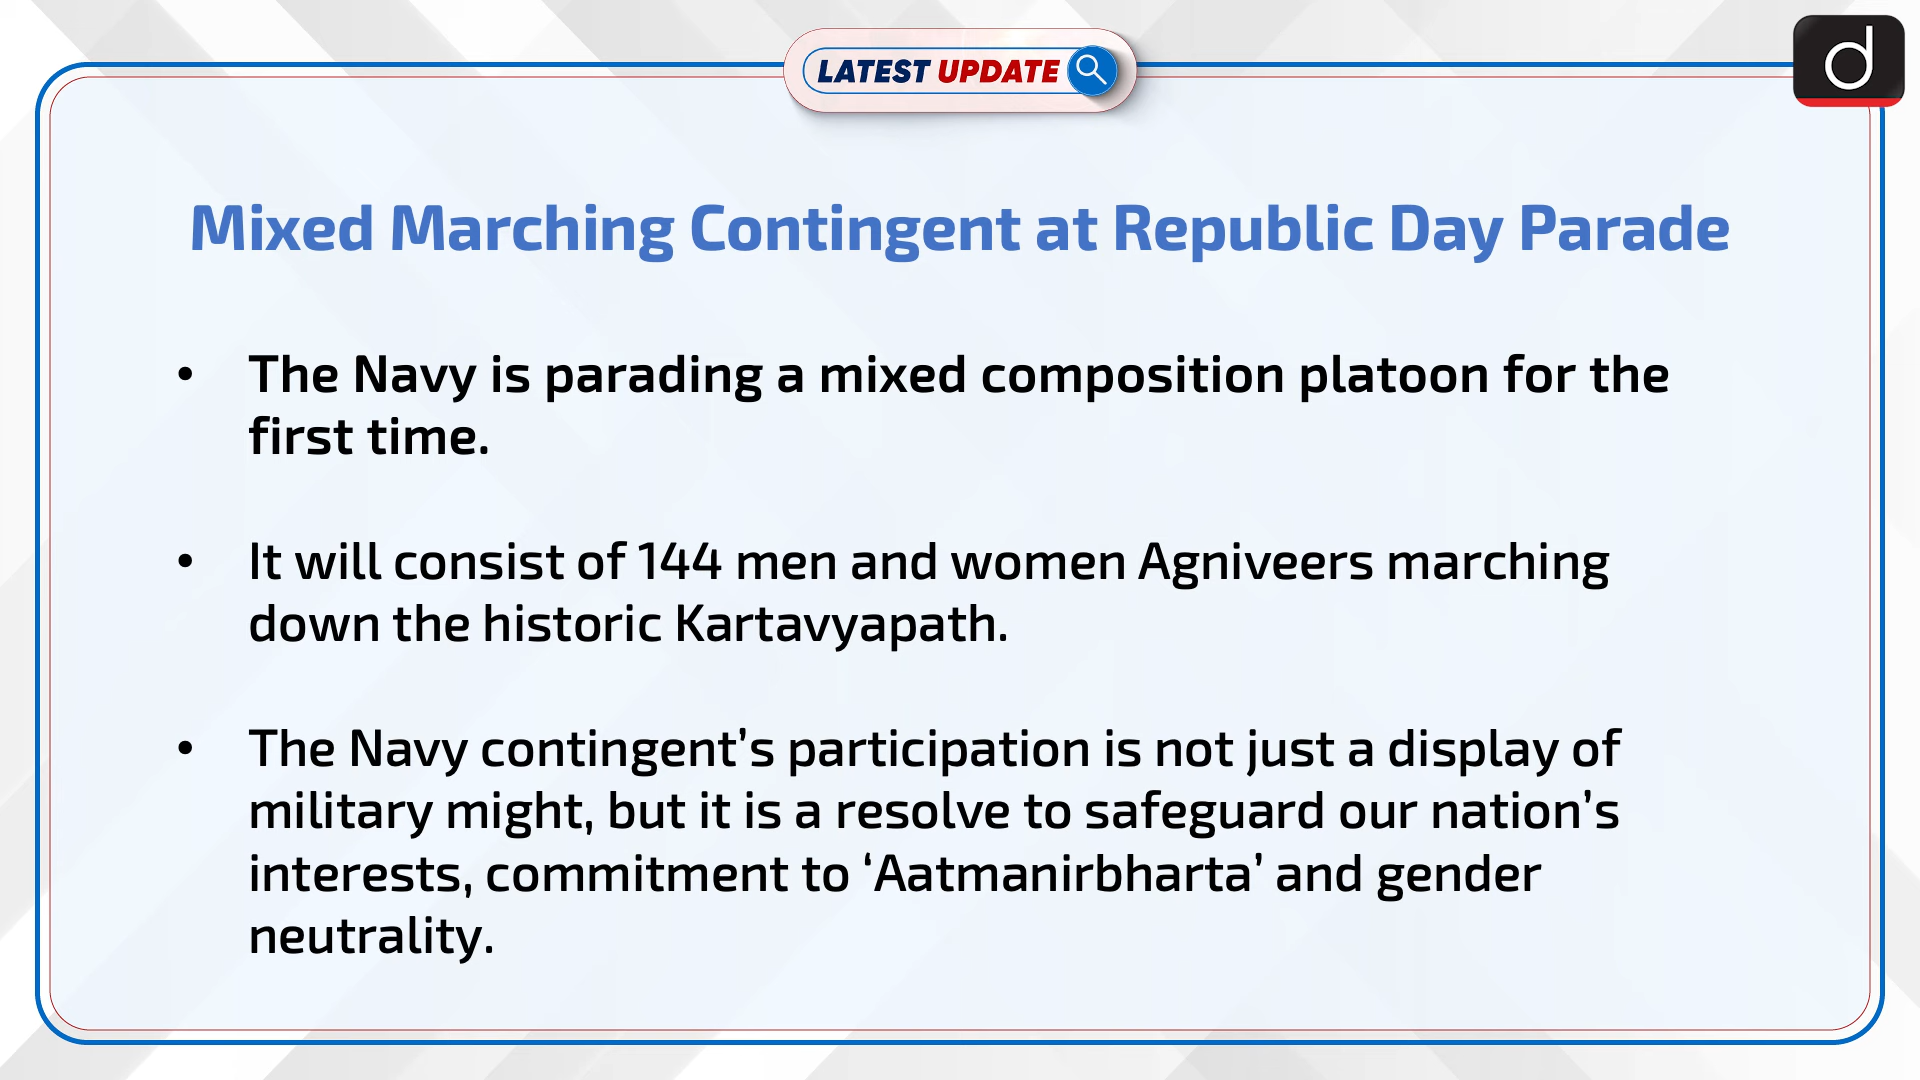 LATEST UPDATE
d
Mixed Marching Contingent at Republic Day Parade
• The Navy is parading a mixed composition platoon for the
first time.
• It will consist of 144 men and women Agniveers marching
down the historic Kartavyapath.
• The Navy contingent’s participation is not just a display of
military might, but it is a resolve to safeguard our nation’s
interests, commitment to ‘Aatmanirbharta’ and gender
neutrality.